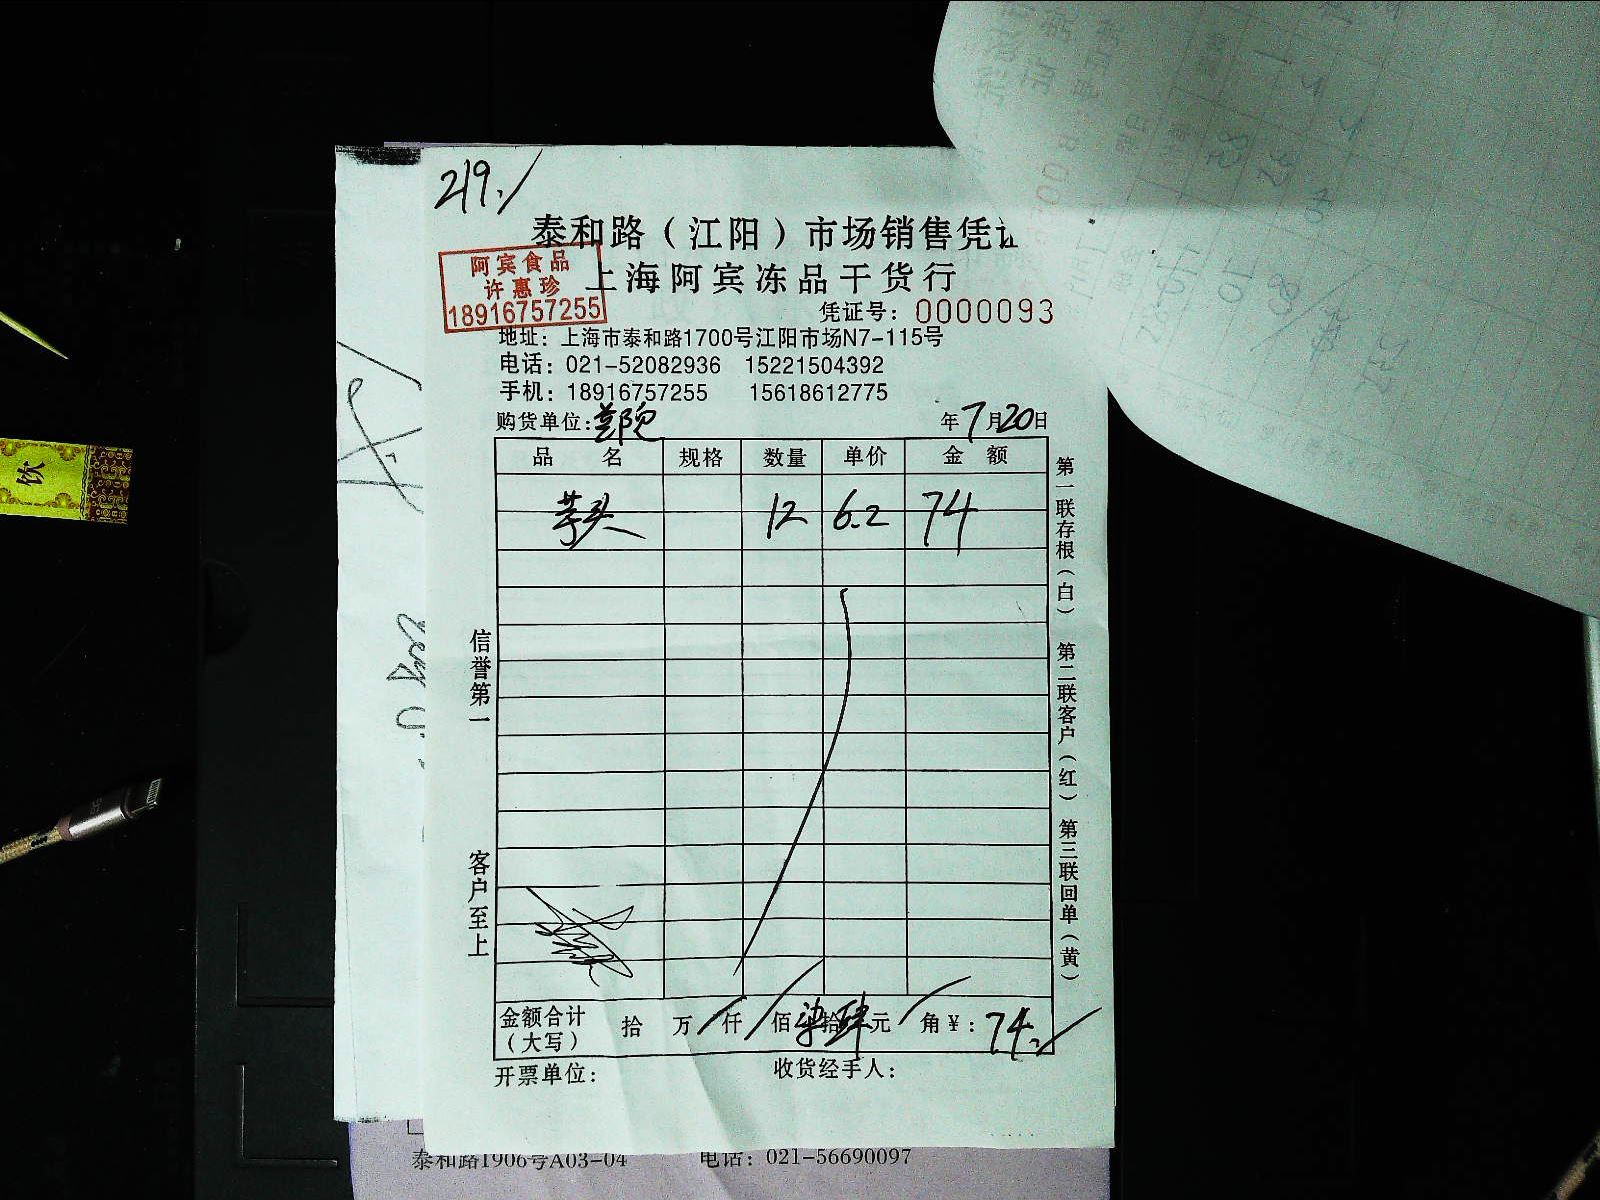 219./
泰和路（江阳）市场销售凭证
阿宾食品
许惠珍
18916757255
上海阿宾冻品干货行
凭证号：0000093
地址：上海市泰和路1700号江阳市场N7-115号
电话：021-52082936 15221504392
手机：18916757255 15618612775
购货单位：
年7月20日
品名 规格 数量 单价 金额
芋头 12 6.2 74
信誉第一
客户至上
第一联存根（白） 第二联客户（红） 第三联回单（黄）
金额合计（大写） 拾 万 仟 佰 柒拾肆元 角 ¥：74./
开票单位： 收货经手人：
泰和路1906号A03-04 电话：021-56690097
饮